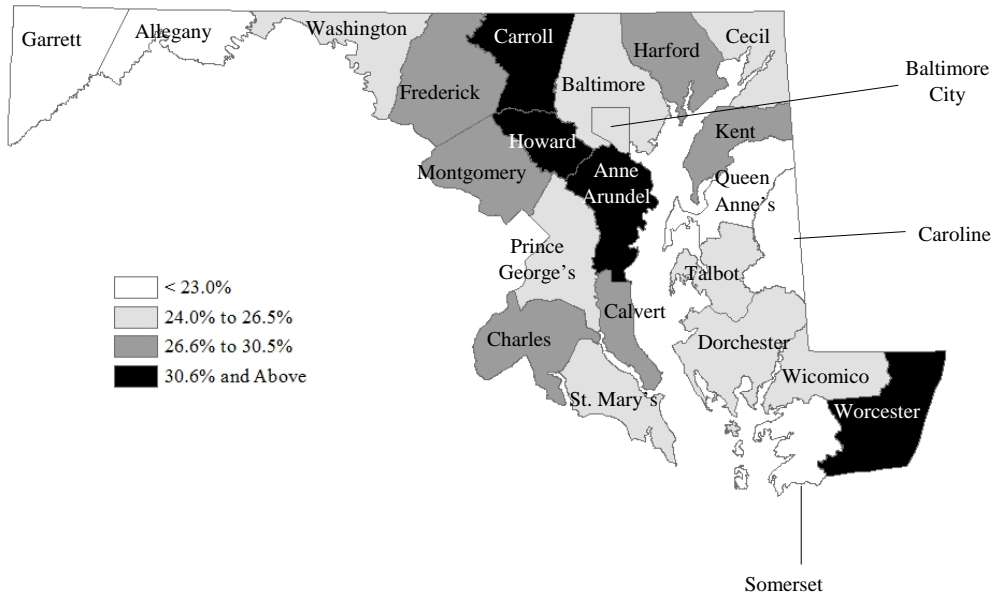 Garrett
Allegany
Washington
Frederick
Carroll
Baltimore
Harford
Cecil
Baltimore
City
Kent
Howard
Montgomery
Anne
Arundel
Queen
Anne's
Caroline
Prince
George's
Talbot
< 23.0%
24.0% to 26.5%
26.6% to 30.5%
30.6% and Above
Calvert
Charles
Dorchester
Wicomico
St. Mary's
Worcester
Somerset